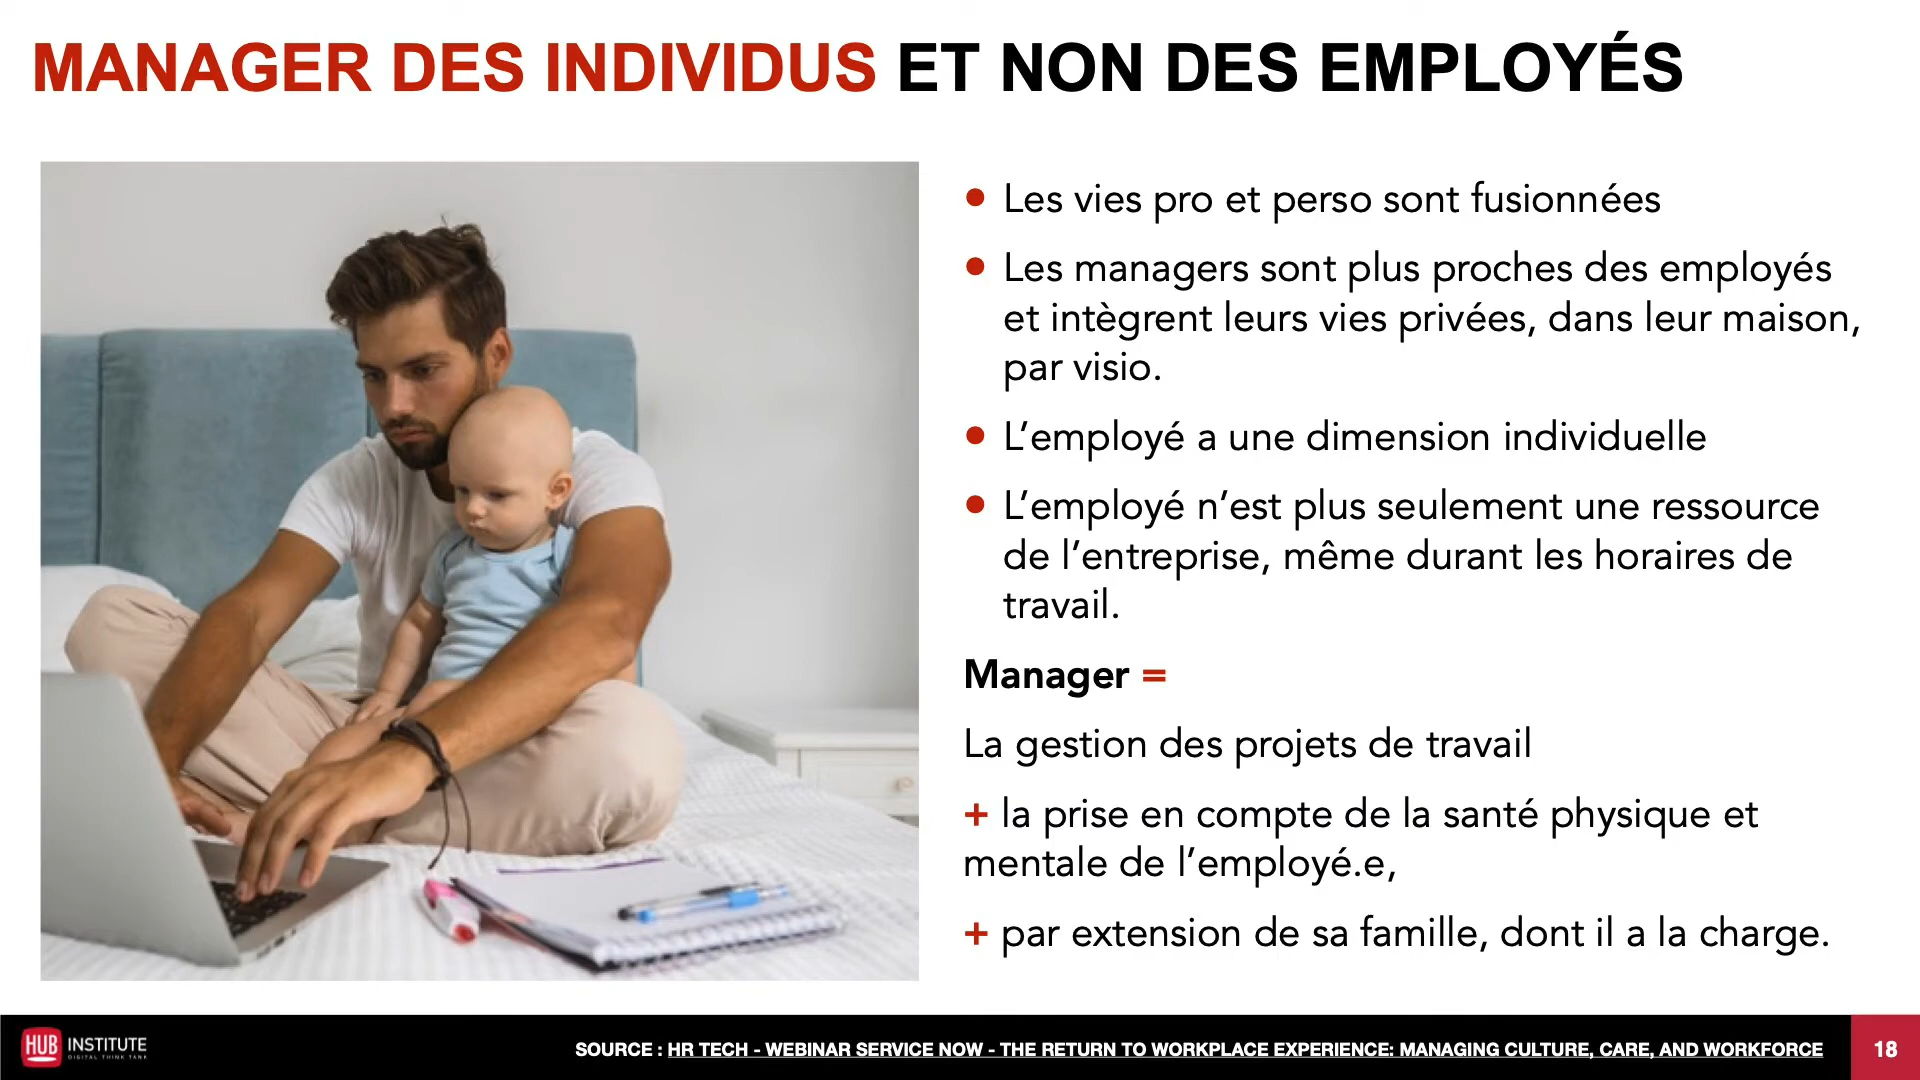 MANAGER DES INDIVIDUS ET NON DES EMPLOYÉS
• Les vies pro et perso sont fusionnées
• Les managers sont plus proches des employés
et intègrent leurs vies privées, dans leur maison,
par visio.
• L’employé a une dimension individuelle
• L’employé n’est plus seulement une ressource
de l’entreprise, même durant les horaires de
travail.
Manager =
La gestion des projets de travail
+ la prise en compte de la santé physique et
mentale de l’employé.e,
+ par extension de sa famille, dont il a la charge.
HUB INSTITUTE
DIGITAL THINK TANK
SOURCE : HR TECH - WEBINAR SERVICE NOW - THE RETURN TO WORKPLACE EXPERIENCE: MANAGING CULTURE, CARE, AND WORKFORCE
18